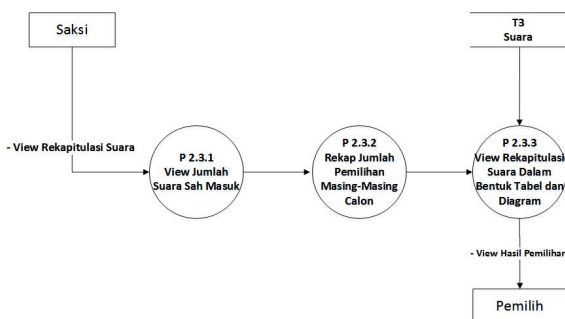 Saksi
T3
Suara
- View Rekapitulasi Suara
P 2.3.1
View Jumlah
Suara Sah Masuk
P 2.3.2
Rekap Jumlah
Pemilihan
Masing-Masing
Calon
P 2.3.3
View Rekapitulasi
Suara Dalam
Bentuk Tabel dan
Diagram
- View Hasil Pemilihan
Pemilih